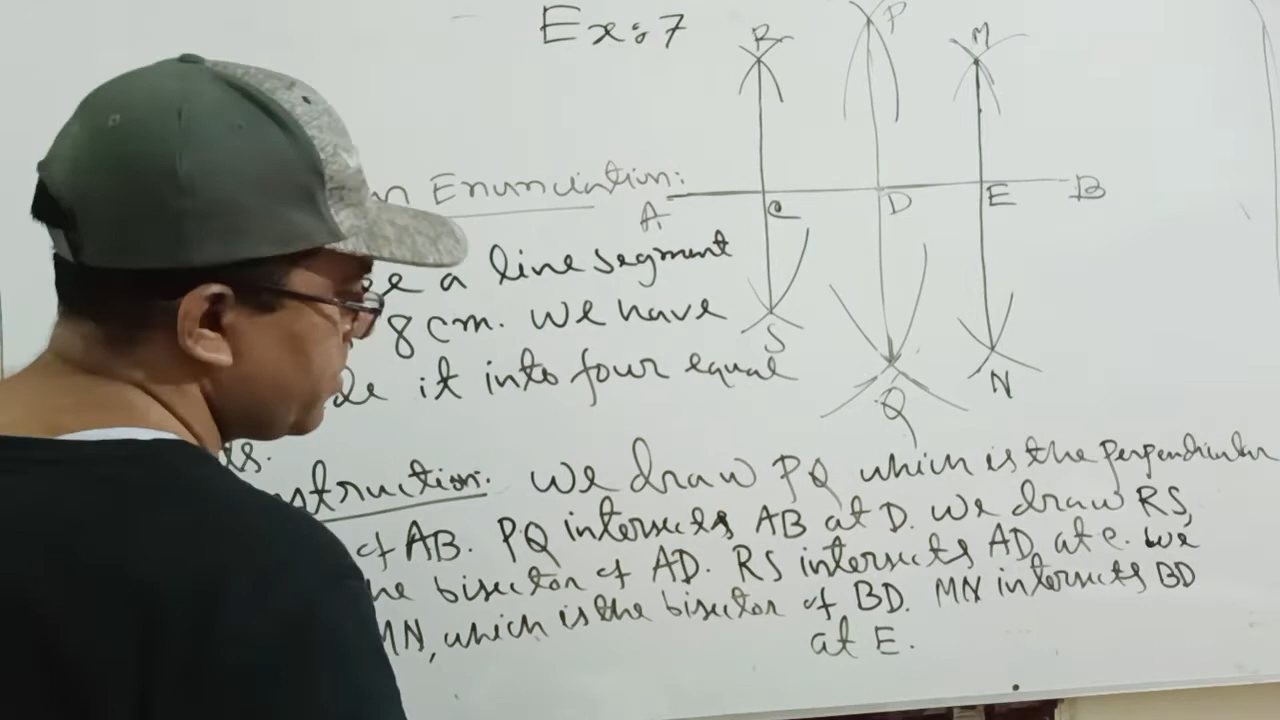 Ex: 7
R
P
M
n Enunciation:
A
C
D
E
B
a line segment
8 cm. We have
it into four equal
S
N
Q
struction: We draw PQ which is the perpendicular
of AB. PQ intersects AB at D. We draw RS,
he bisector of AD. RS intersects AD at C. We
MN, which is the bisector of BD. MN intersects BD
at E.